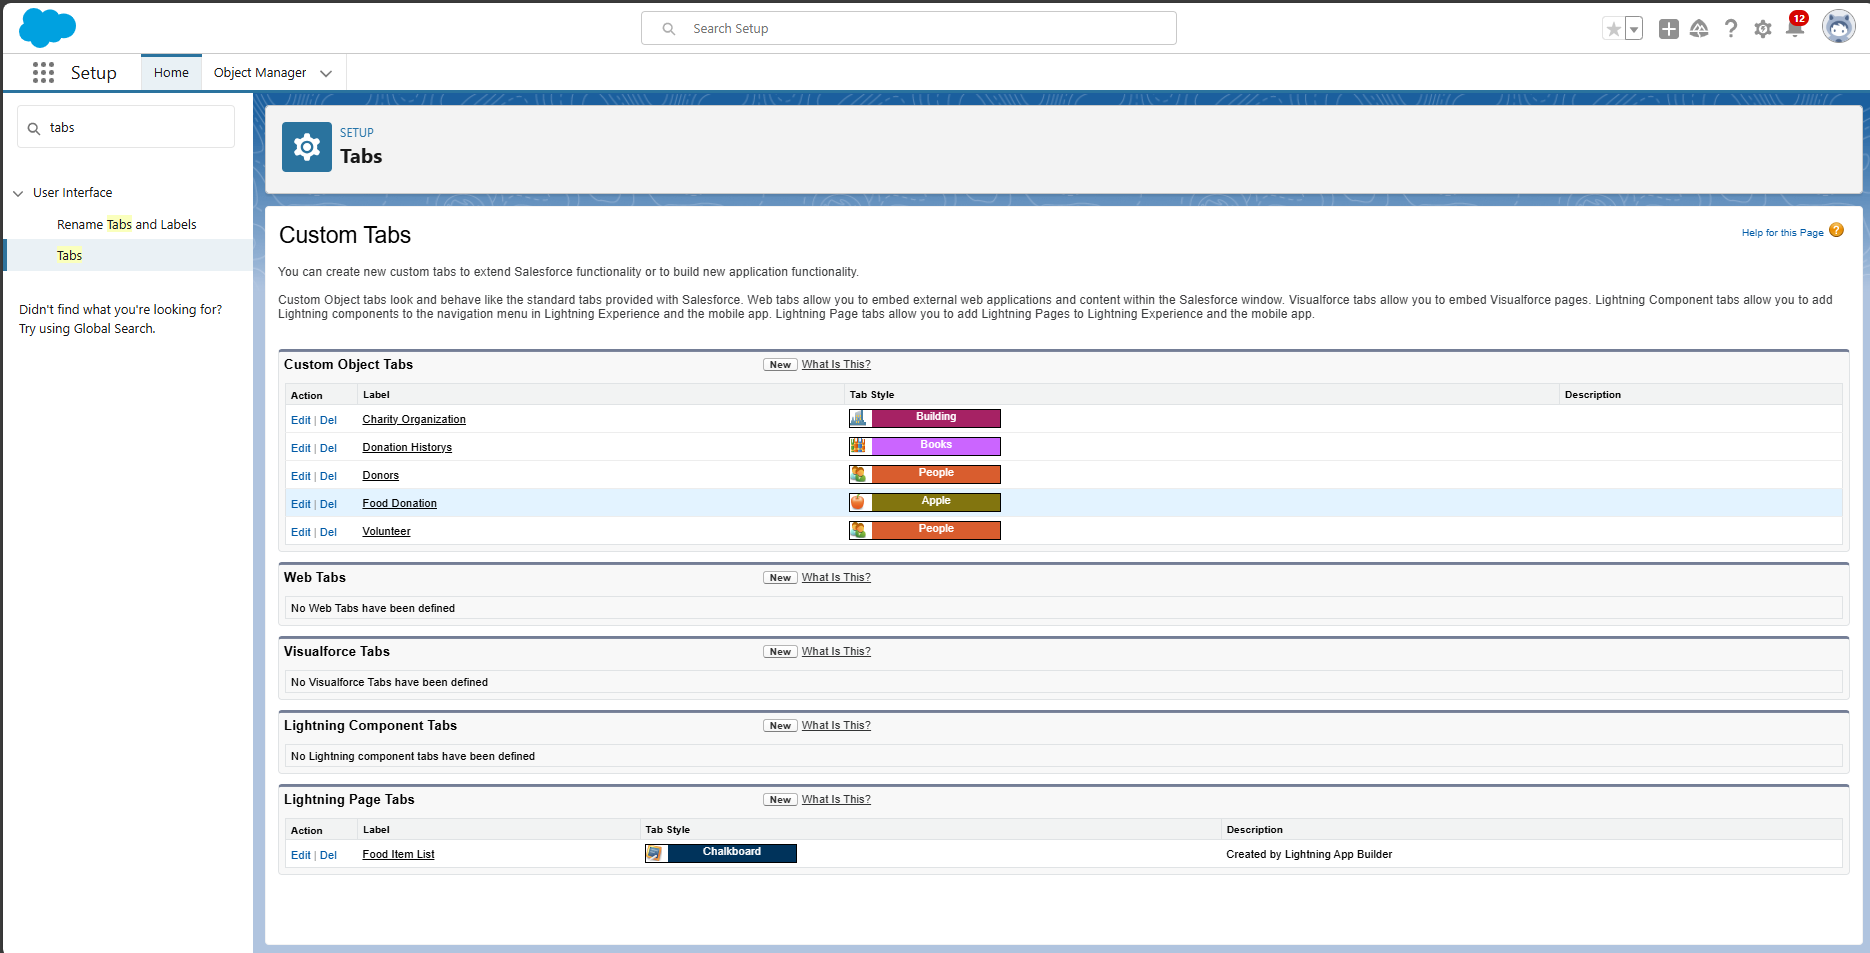 Search Setup
12
Setup
Home
Object Manager
tabs
User Interface
Rename Tabs and Labels
Tabs
Didn't find what you're looking for?
Try using Global Search.
SETUP
Tabs
Custom Tabs
Help for this Page ?
You can create new custom tabs to extend Salesforce functionality or to build new application functionality.
Custom Object tabs look and behave like the standard tabs provided with Salesforce. Web tabs allow you to embed external web applications and content within the Salesforce window. Visualforce tabs allow you to embed Visualforce pages. Lightning Component tabs allow you to add
Lightning components to the navigation menu in Lightning Experience and the mobile app. Lightning Page tabs allow you to add Lightning Pages to Lightning Experience and the mobile app.
Custom Object Tabs New What Is This?
Action Label Tab Style Description
Edit | Del Charity Organization Building
Edit | Del Donation Historys Books
Edit | Del Donors People
Edit | Del Food Donation Apple
Edit | Del Volunteer People
Web Tabs New What Is This?
No Web Tabs have been defined
Visualforce Tabs New What Is This?
No Visualforce Tabs have been defined
Lightning Component Tabs New What Is This?
No Lightning component tabs have been defined
Lightning Page Tabs New What Is This?
Action Label Tab Style Description
Edit | Del Food Item List Chalkboard Created by Lightning App Builder